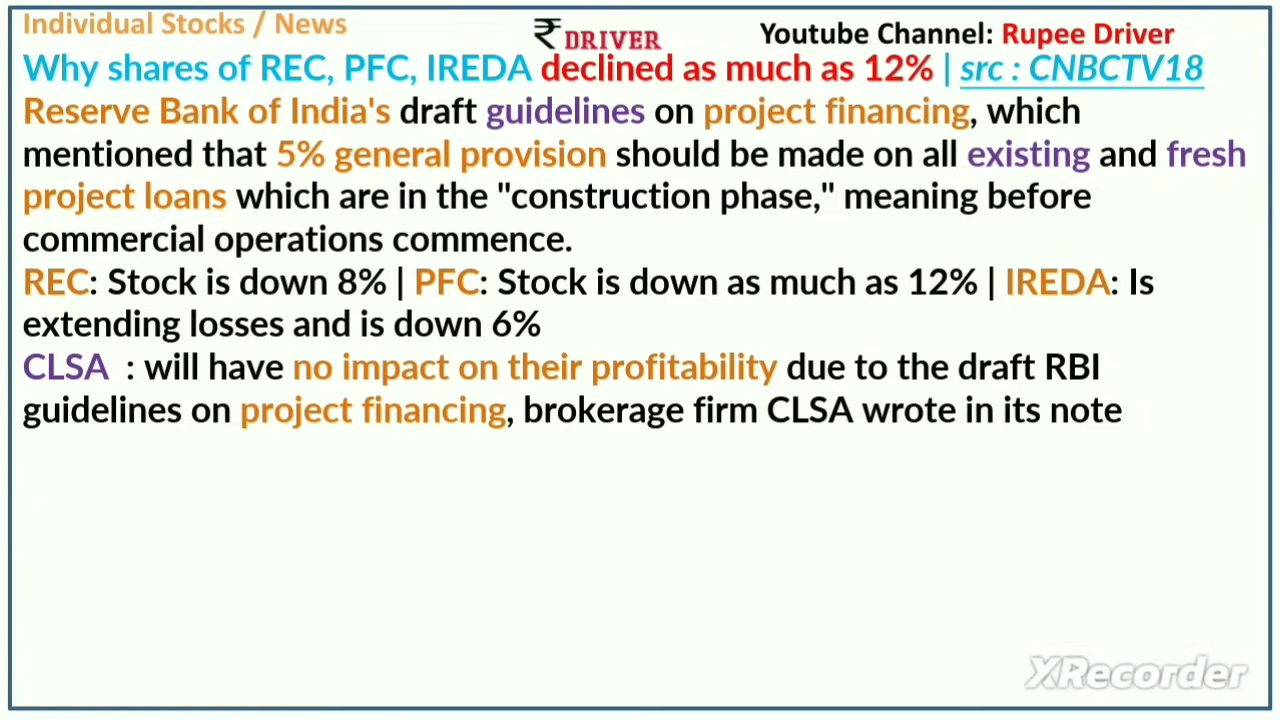 Individual Stocks / News
₹ DRIVER
Youtube Channel: Rupee Driver
Why shares of REC, PFC, IREDA declined as much as 12% | src : CNBCTV18
Reserve Bank of India's draft guidelines on project financing, which
mentioned that 5% general provision should be made on all existing and fresh
project loans which are in the "construction phase," meaning before
commercial operations commence.
REC: Stock is down 8% | PFC: Stock is down as much as 12% | IREDA: Is
extending losses and is down 6%
CLSA : will have no impact on their profitability due to the draft RBI
guidelines on project financing, brokerage firm CLSA wrote in its note
XRecorder